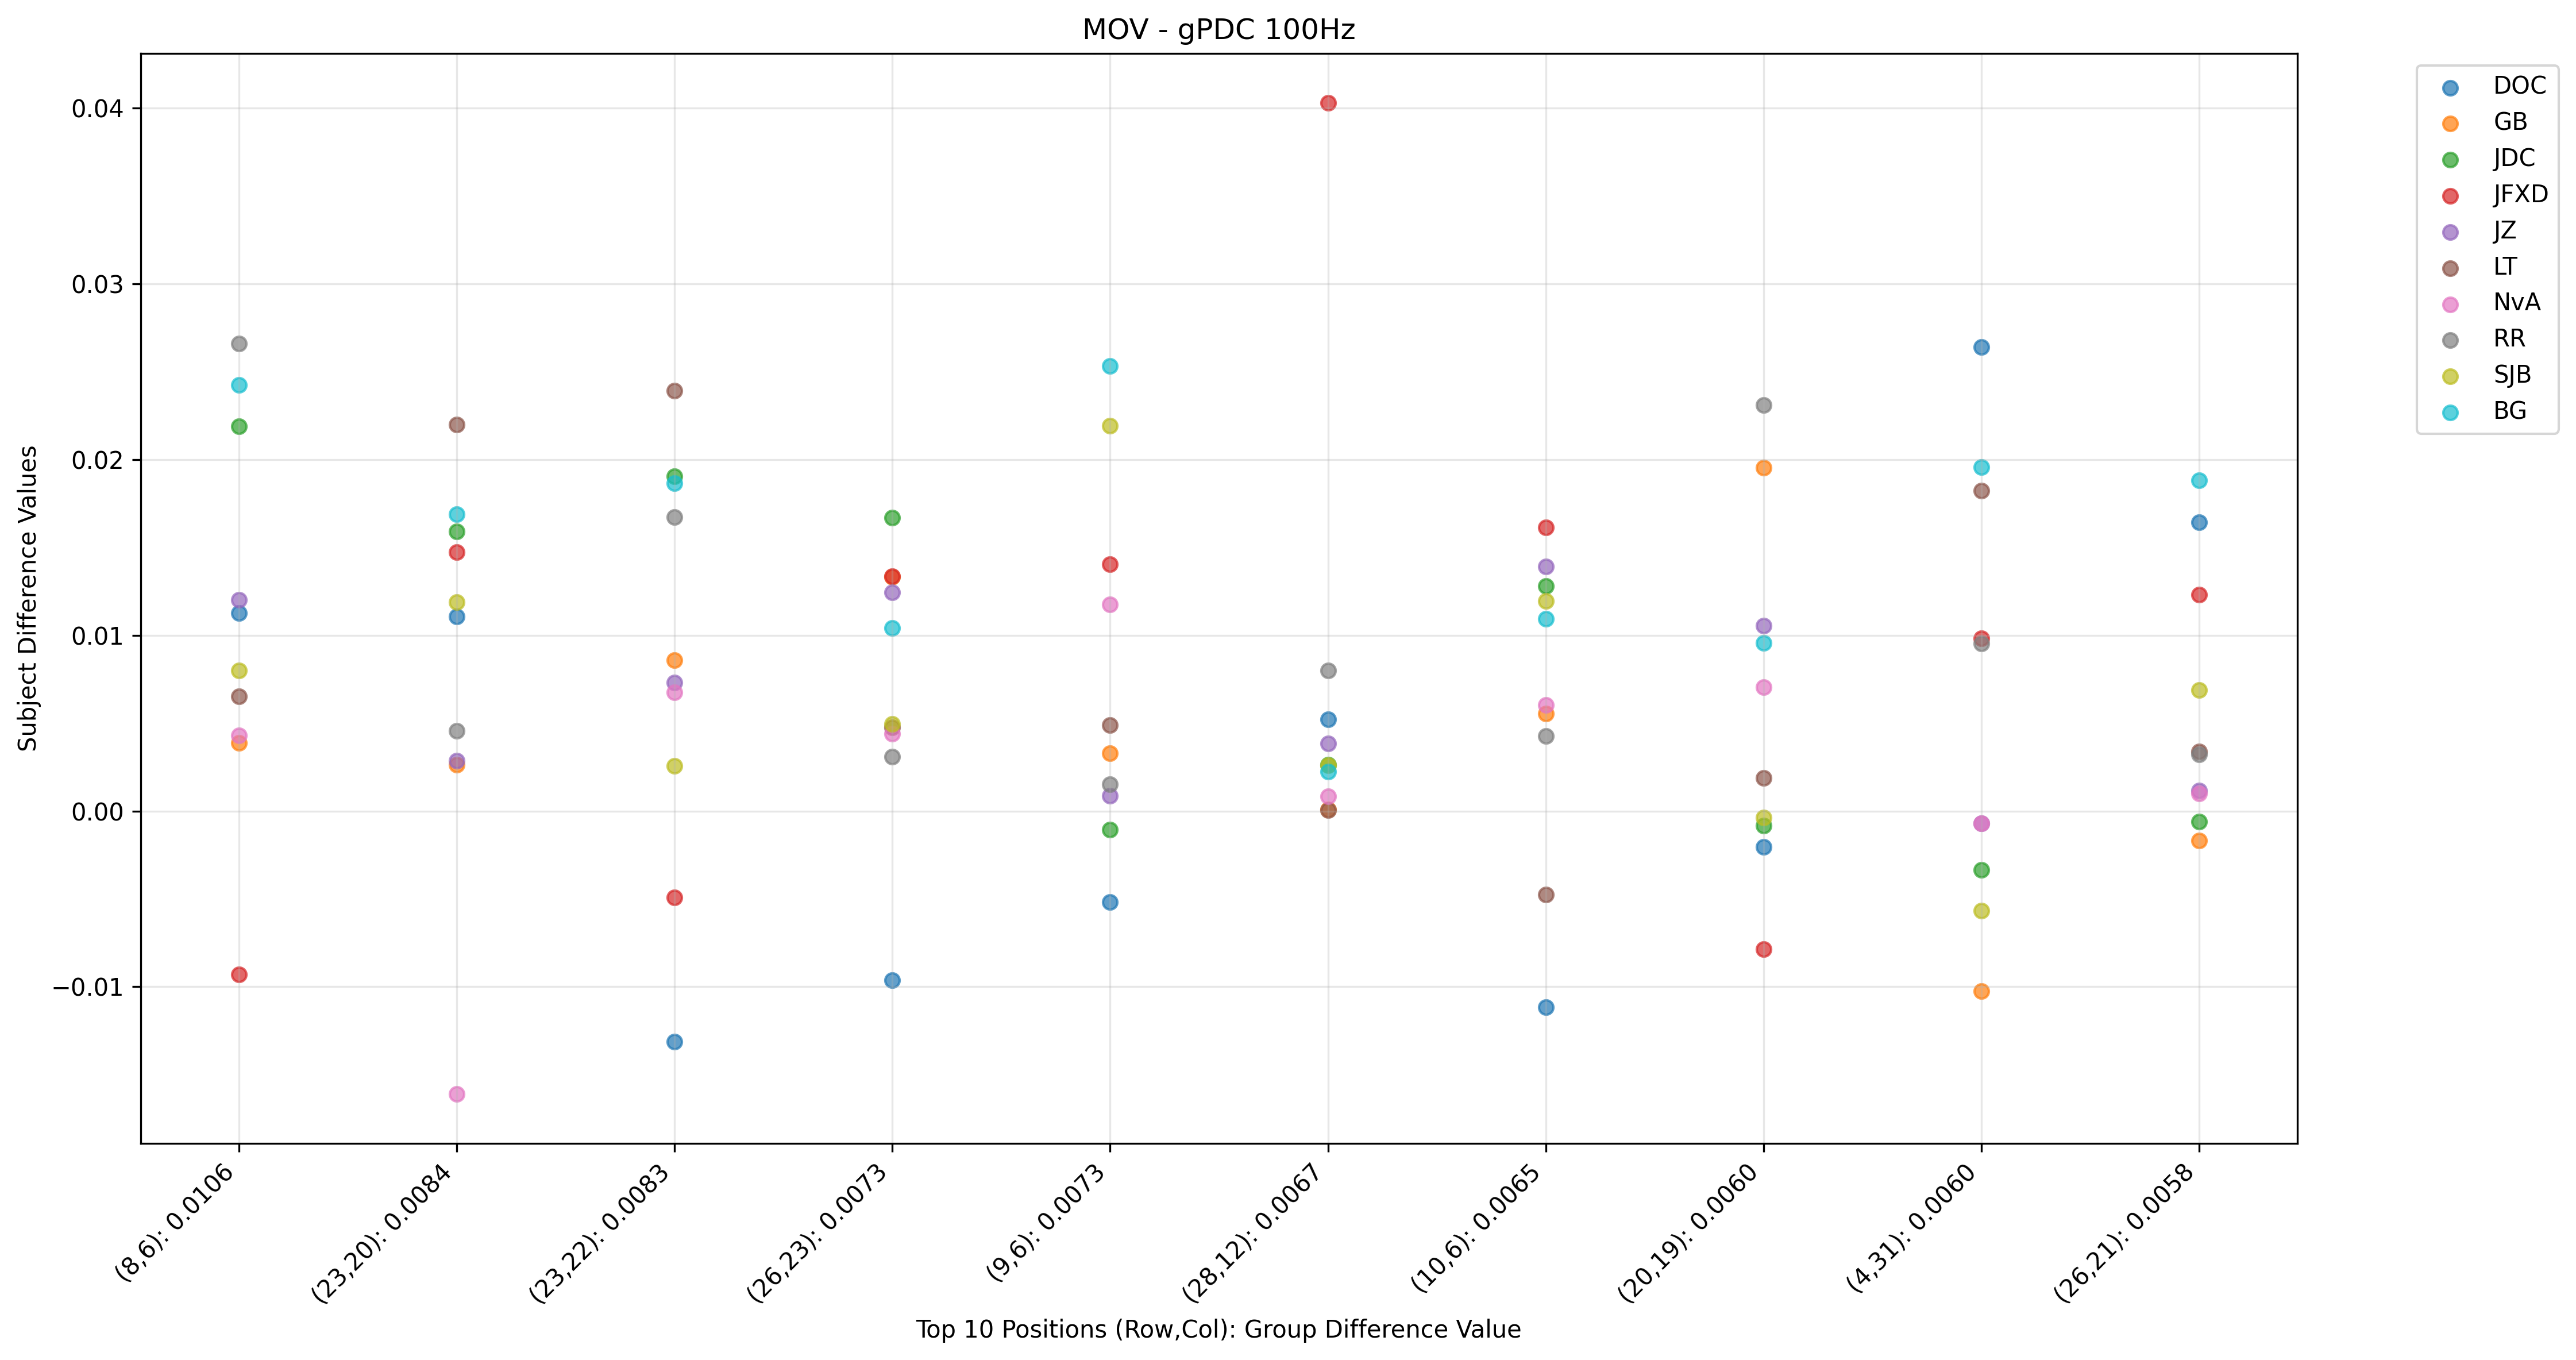 MOV - gPDC 100Hz
Subject Difference Values
0.04
0.03
0.02
0.01
0.00
−0.01
(8,6): 0.0106
(23,20): 0.0084
(23,22): 0.0083
(26,23): 0.0073
(9,6): 0.0073
(28,12): 0.0067
(10,6): 0.0065
(20,19): 0.0060
(4,31): 0.0060
(26,21): 0.0058
Top 10 Positions (Row,Col): Group Difference Value
DOC
GB
JDC
JFXD
JZ
LT
NvA
RR
SJB
BG